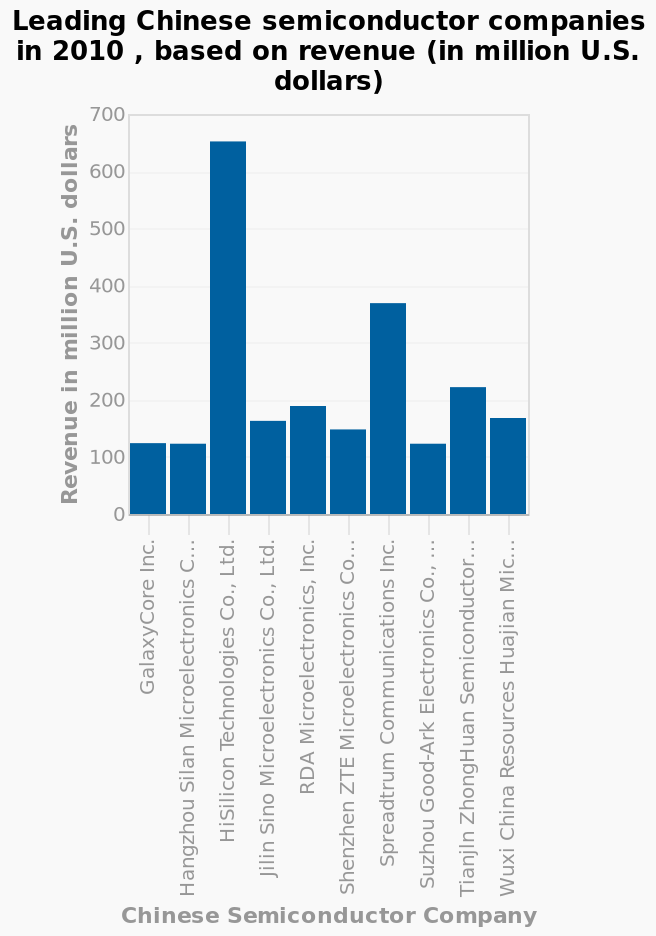 Leading Chinese semiconductor companies
in 2010 , based on revenue (in million U.S.
dollars)
Revenue in million U.S. dollars
700
600
500
400
300
200
100
0
GalaxyCore Inc.
Hangzhou Silan Microelectronics C...
HiSilicon Technologies Co., Ltd.
Jilin Sino Microelectronics Co., Ltd.
RDA Microelectronics, Inc.
Shenzhen ZTE Microelectronics Co...
Spreadtrum Communications Inc.
Suzhou Good-Ark Electronics Co., ...
TianjIn ZhongHuan Semiconductor...
Wuxi China Resources Huajian Mic...
Chinese Semiconductor Company